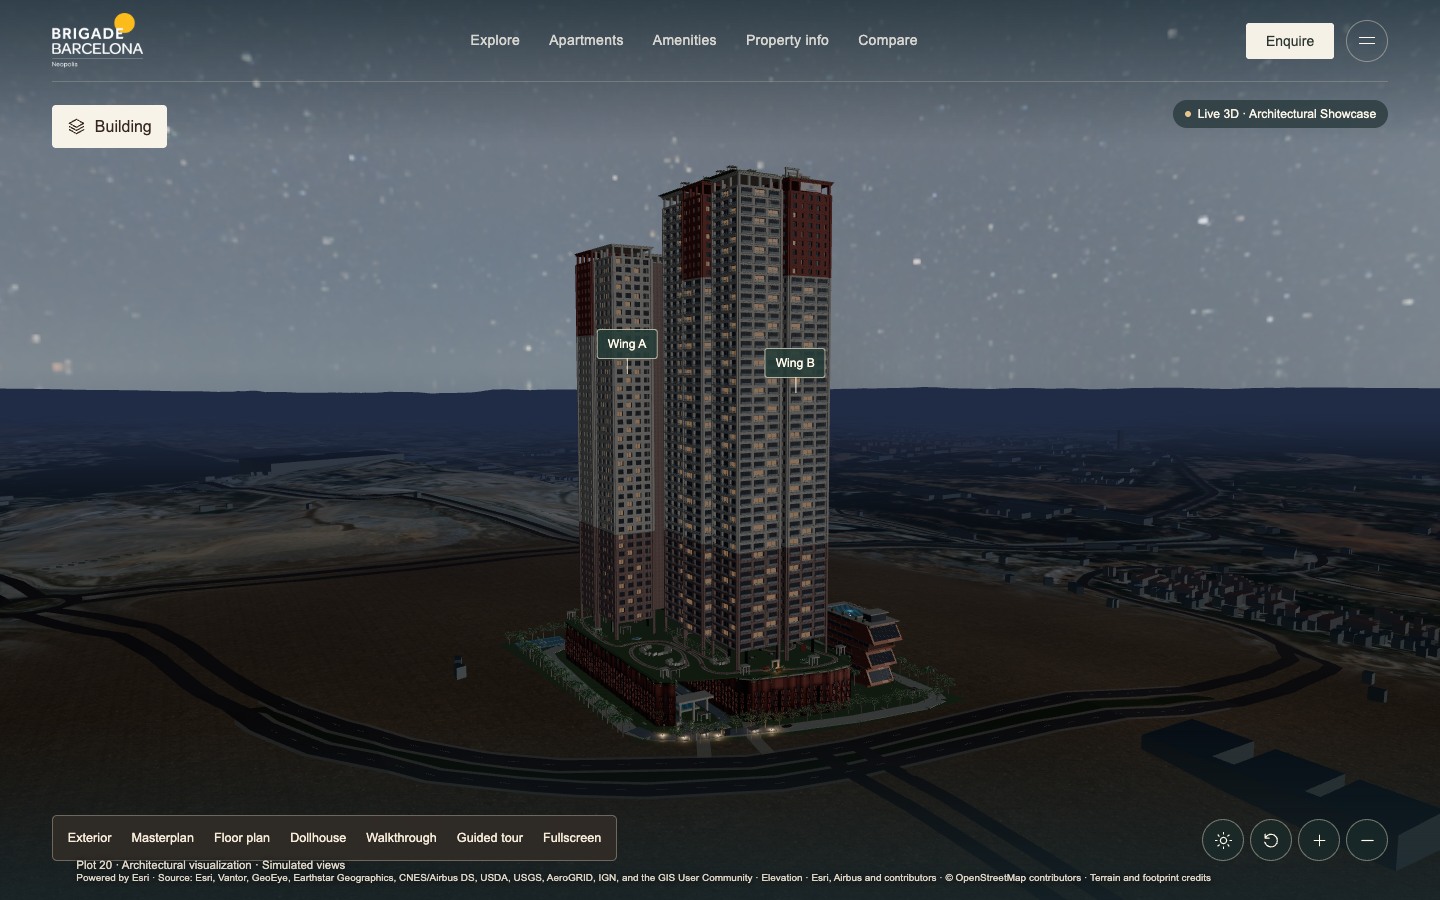 BRIGADE
BARCELONA
Neopolis
Explore
Apartments
Amenities
Property info
Compare
Enquire
Building
Live 3D · Architectural Showcase
Wing A
Wing B
Exterior
Masterplan
Floor plan
Dollhouse
Walkthrough
Guided tour
Fullscreen
Plot 20 · Architectural visualization · Simulated views
Powered by Esri · Source: Esri, Vantor, GeoEye, Earthstar Geographics, CNES/Airbus DS, USDA, USGS, AeroGRID, IGN, and the GIS User Community · Elevation · Esri, Airbus and contributors · © OpenStreetMap contributors · Terrain and footprint credits